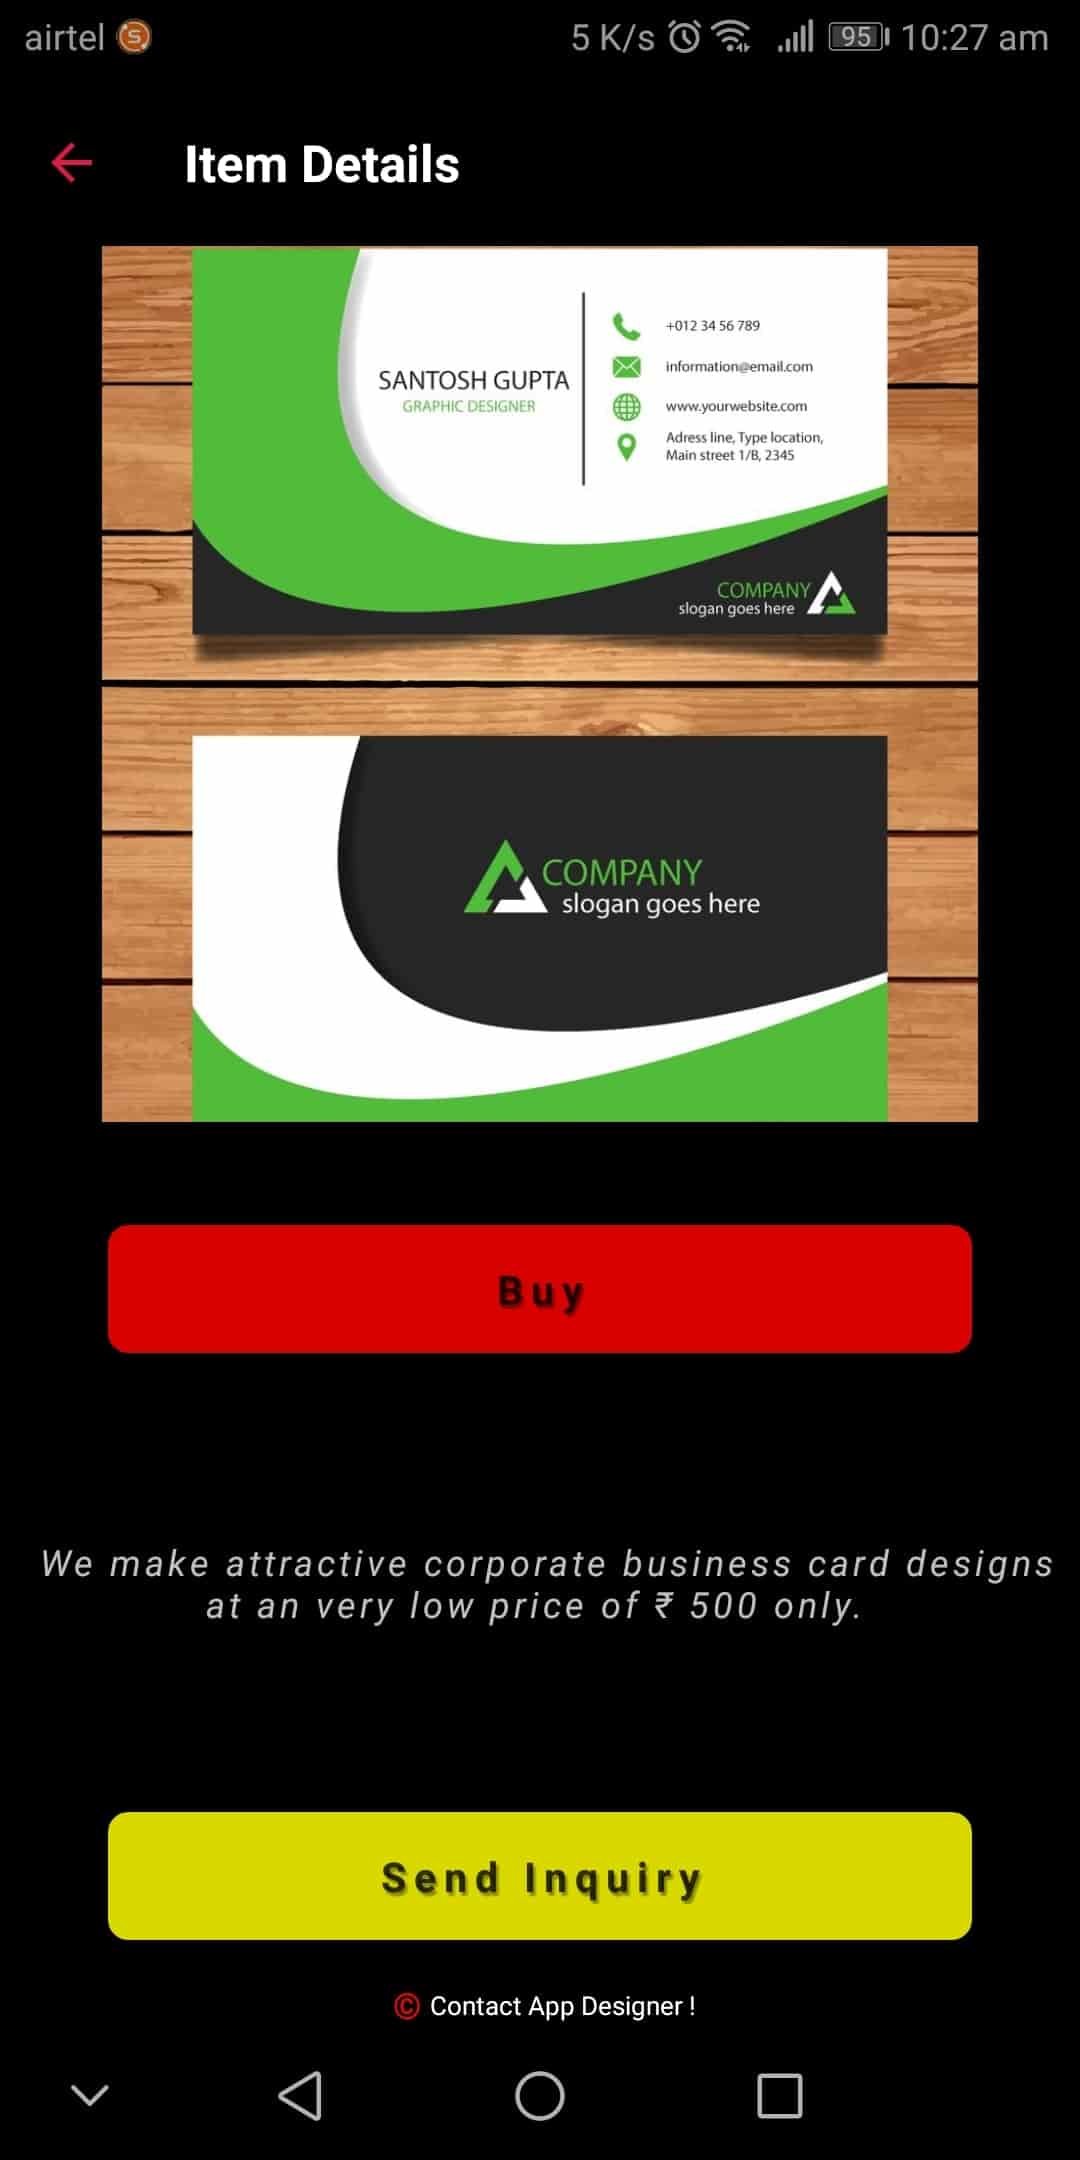 airtel
5 K/s
95
10:27 am
Item Details
SANTOSH GUPTA
GRAPHIC DESIGNER
+012 34 56 789
information@email.com
www.yourwebsite.com
Adress line, Type location,
Main street 1/B, 2345
COMPANY
slogan goes here
COMPANY
slogan goes here
Buy
We make attractive corporate business card designs
at an very low price of ₹ 500 only.
Send Inquiry
© Contact App Designer !